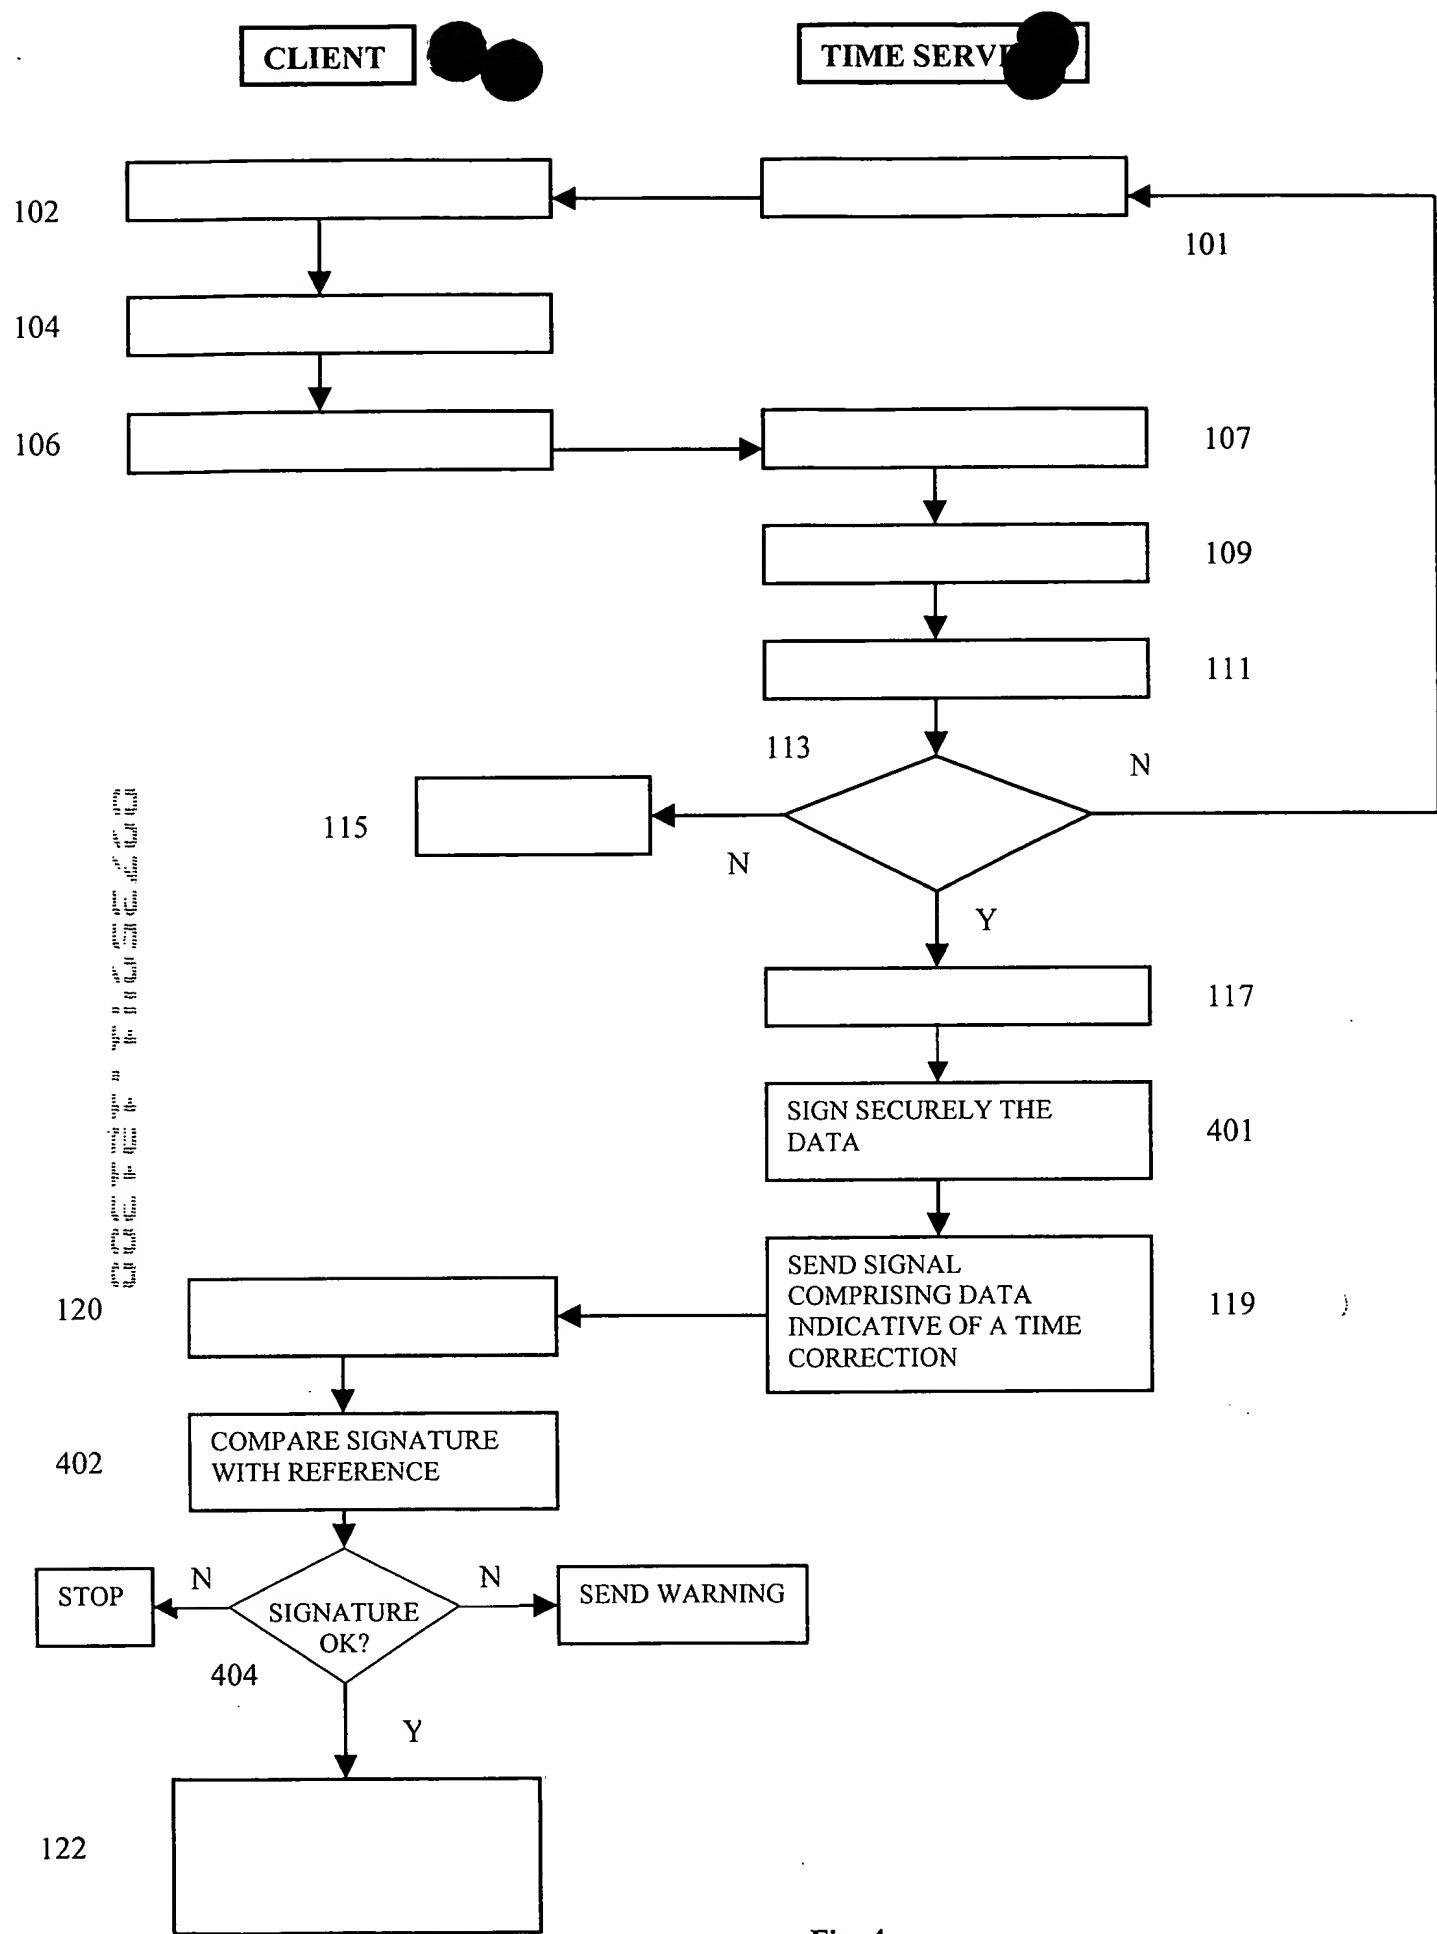 CLIENT
TIME SERV
102
101
104
106
107
109
111
113
N
115
N
Y
117
SIGN SECURELY THE
DATA
401
SEND SIGNAL
COMPRISING DATA
INDICATIVE OF A TIME
CORRECTION
119
120
COMPARE SIGNATURE
WITH REFERENCE
402
STOP
N
N
SEND WARNING
SIGNATURE
OK?
404
Y
122